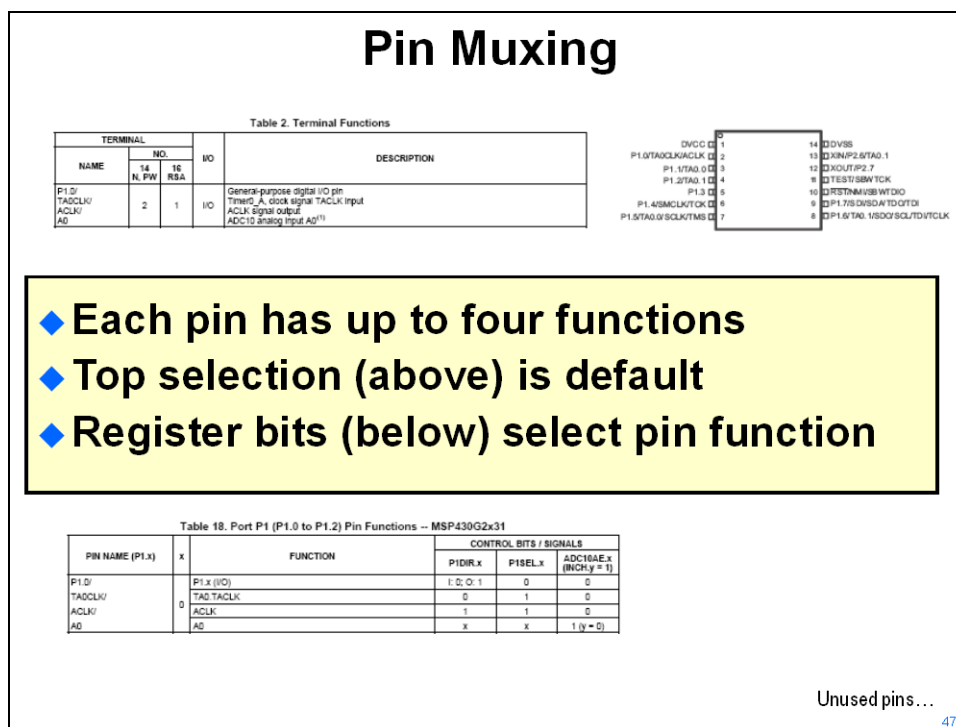 Pin Muxing
Table 2. Terminal Functions
TERMINAL
NAME NO. I/O DESCRIPTION
14 N, PW 16 RSA
P1.0/ General-purpose digital I/O pin
TA0CLK/ 2 1 I/O Timer0_A, clock signal TACLK input
ACLK/ ACLK signal output
A0 ADC10 analog input A0(1)
DVCC 1 14 DVSS
P1.0/TA0CLK/ACLK 2 13 XIN/P2.6/TA0.1
P1.1/TA0.0 3 12 XOUT/P2.7
P1.2/TA0.1 4 11 TEST/SBWTCK
P1.3 5 10 RST/NMI/SBWTDIO
P1.4/SMCLK/TCK 6 9 P1.7/SDI/SDA/TDO/TDI
P1.5/TA0.0/SCLK/TMS 7 8 P1.6/TA0.1/SDO/SCL/TDI/TCLK
Each pin has up to four functions
Top selection (above) is default
Register bits (below) select pin function
Table 18. Port P1 (P1.0 to P1.2) Pin Functions -- MSP430G2x31
PIN NAME (P1.x) x FUNCTION CONTROL BITS / SIGNALS
P1DIR.x P1SEL.x ADC10AE.x (INCH.y = 1)
P1.0/ 0 P1.x (I/O) I: 0; O: 1 0 0
TA0CLK/ TA0.TACLK 0 1 0
ACLK/ ACLK 1 1 0
A0 A0 x x 1 (y = 0)
Unused pins…
47